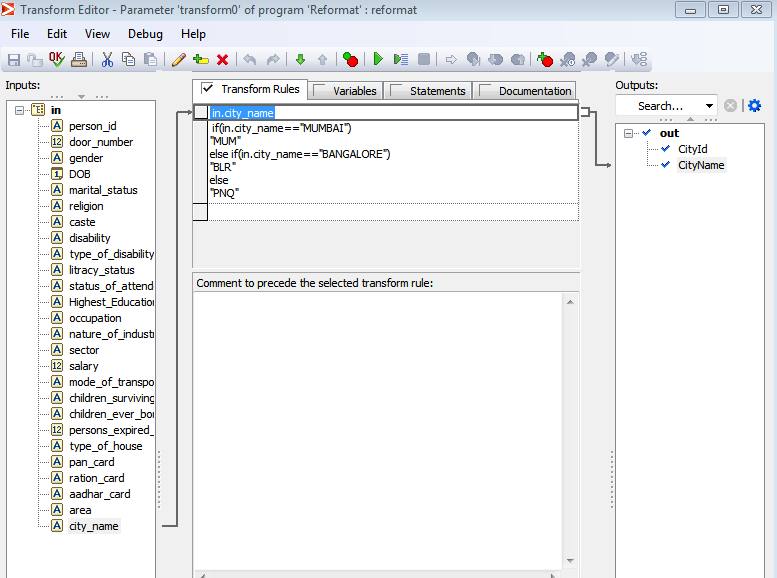 Transform Editor - Parameter 'transform0' of program 'Reformat' : reformat
File Edit View Debug Help
Inputs:
in
person_id
door_number
gender
DOB
marital_status
religion
caste
disability
type_of_disability
litracy_status
status_of_attend
Highest_Education
occupation
nature_of_industr
sector
salary
mode_of_transpo
children_surviving
children_ever_bor
persons_expired_
type_of_house
pan_card
ration_card
aadhar_card
area
city_name
Transform Rules Variables Statements Documentation
in.city_name
if(in.city_name=="MUMBAI")
"MUM"
else if(in.city_name=="BANGALORE")
"BLR"
else
"PNQ"
Comment to precede the selected transform rule:
Outputs:
Search...
out
CityId
CityName